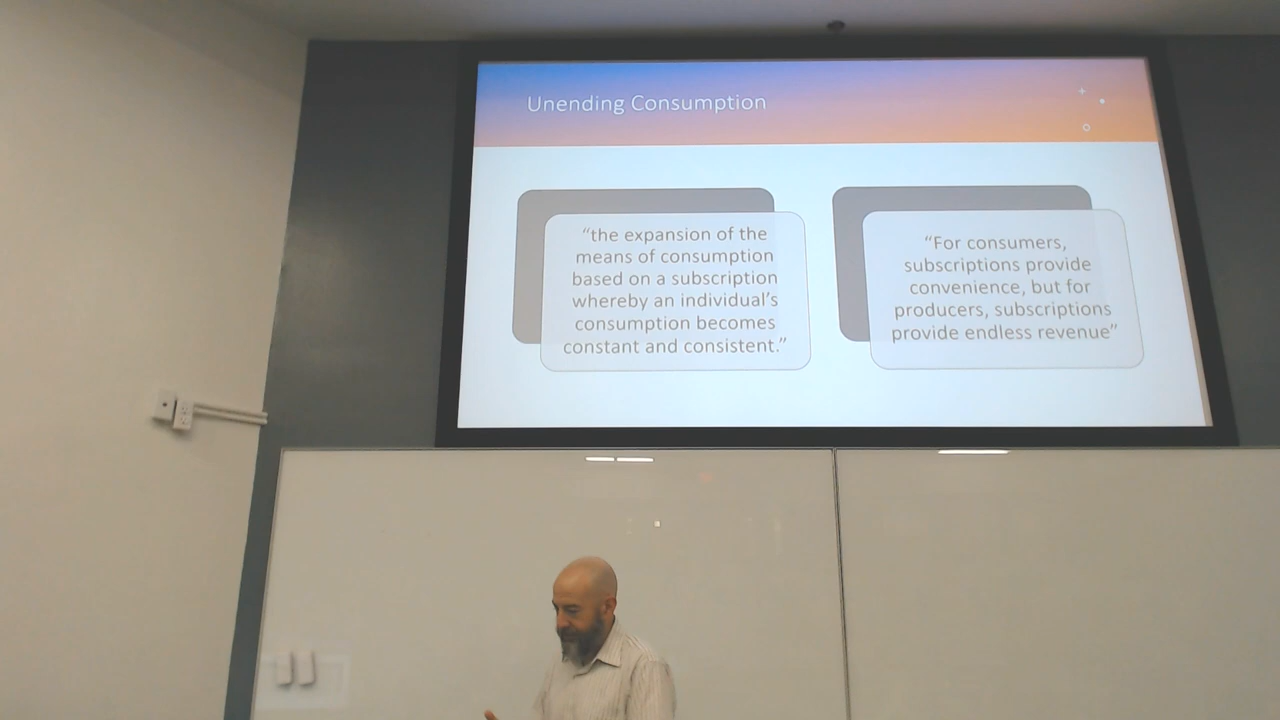 Unending Consumption
“the expansion of the
means of consumption
based on a subscription
whereby an individual’s
consumption becomes
constant and consistent.”
“For consumers,
subscriptions provide
convenience, but for
producers, subscriptions
provide endless revenue”